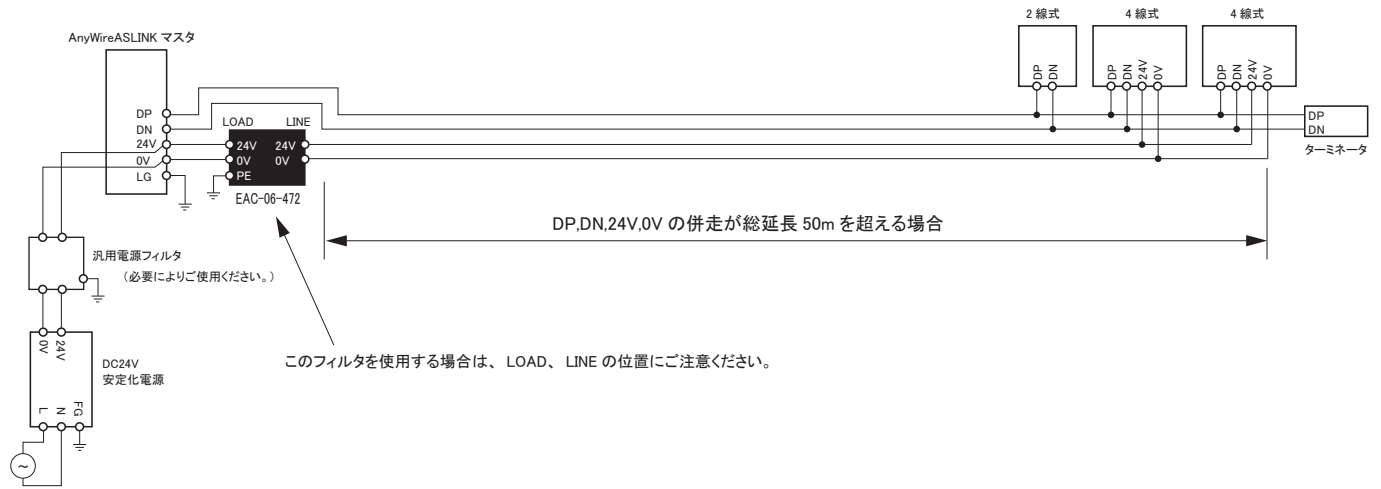 2 線式
4 線式
4 線式
AnyWireASLINK マスタ
DP
DN
24V
0V
LG
LOAD
LINE
24V
0V
PE
24V
0V
EAC-06-472
DP
DN
DP
DN
24V
0V
DP
DN
24V
0V
DP
DN
ターミネータ
DP,DN,24V,0V の併走が総延長 50m を超える場合
汎用電源フィルタ
（必要によりご使用ください。）
このフィルタを使用する場合は、 LOAD、 LINE の位置にご注意ください。
0V
24V
DC24V
安定化電源
L
N
FG
~